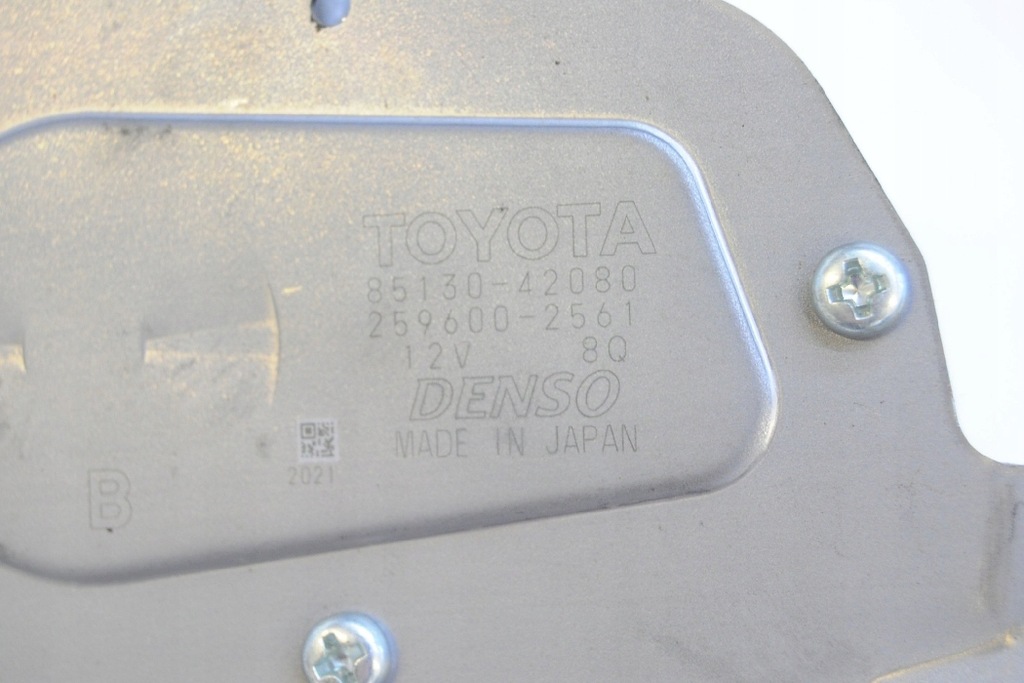 TOYOTA
85130-42080
259600-2561
12V 8Q
DENSO
MADE IN JAPAN
2021
B